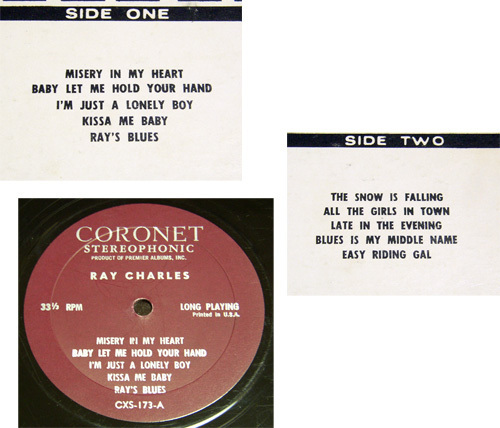 SIDE ONE
MISERY IN MY HEART
BABY LET ME HOLD YOUR HAND
I'M JUST A LONELY BOY
KISSA ME BABY
RAY'S BLUES
SIDE TWO
THE SNOW IS FALLING
ALL THE GIRLS IN TOWN
LATE IN THE EVENING
BLUES IS MY MIDDLE NAME
EASY RIDING GAL
CORONET
STEREOPHONIC
PRODUCT OF PREMIER ALBUMS, INC.
RAY CHARLES
33⅓ RPM
LONG PLAYING
Printed in U.S.A.
MISERY IN MY HEART
BABY LET ME HOLD YOUR HAND
I'M JUST A LONELY BOY
KISSA ME BABY
RAY'S BLUES
CXS-173-A